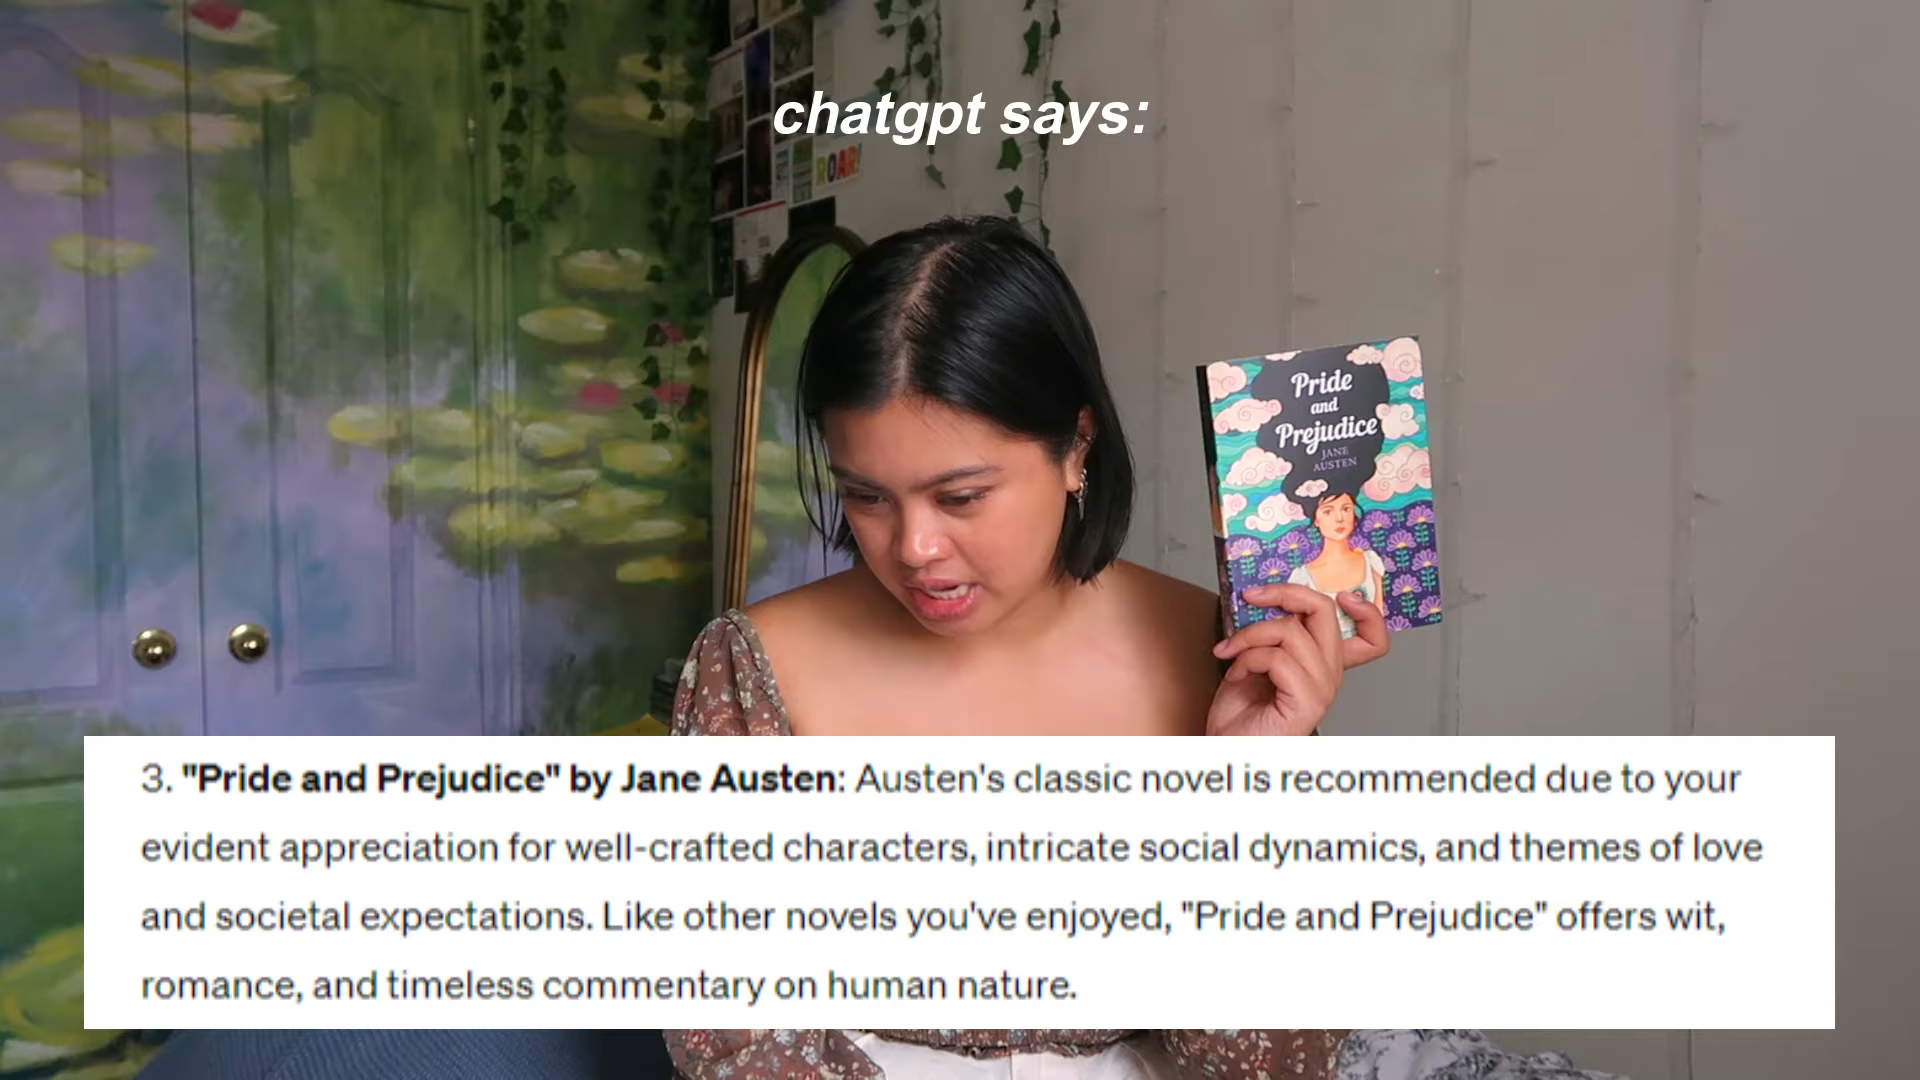 chatgpt says:
ROAR!
Pride
and
Prejudice
JANE
AUSTEN
3. "Pride and Prejudice" by Jane Austen: Austen's classic novel is recommended due to your
evident appreciation for well-crafted characters, intricate social dynamics, and themes of love
and societal expectations. Like other novels you've enjoyed, "Pride and Prejudice" offers wit,
romance, and timeless commentary on human nature.